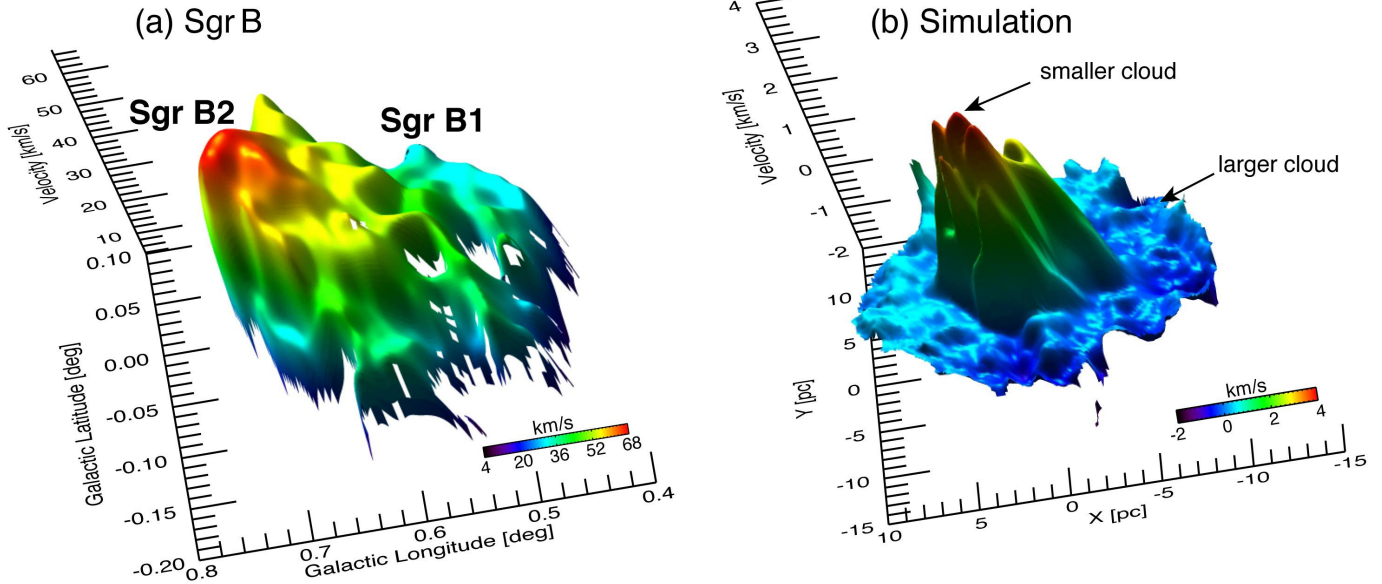 (a) Sgr B
Sgr B2
Sgr B1
Velocity [km/s]
60
50
40
30
20
10
0.10
0.05
0.00
-0.05
-0.10
-0.15
-0.20
Galactic Latitude [deg]
0.8
0.7
0.6
0.5
0.4
Galactic Longitude [deg]
km/s
4 20 36 52 68
(b) Simulation
smaller cloud
larger cloud
Velocity [km/s]
4
3
2
1
0
-1
-2
10
5
0
-5
-10
-15
Y [pc]
10
5
0
-5
-10
-15
X [pc]
km/s
-2 0 2 4